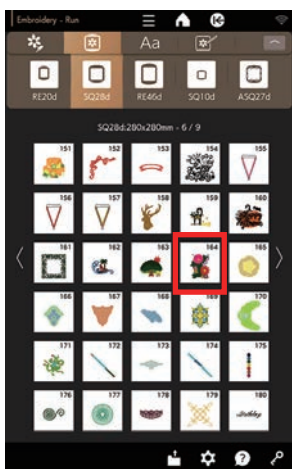 Embroidery - Run
Aa
RE20d SQ28d RE46d SQ10d ASQ27d
SQ28d:280x280mm - 6 / 9
151 152 153 154 155
156 157 158 159 160
161 162 163 164 165
166 167 168 169 170
171 172 173 174 175
176 177 178 179 180
Birthday
?